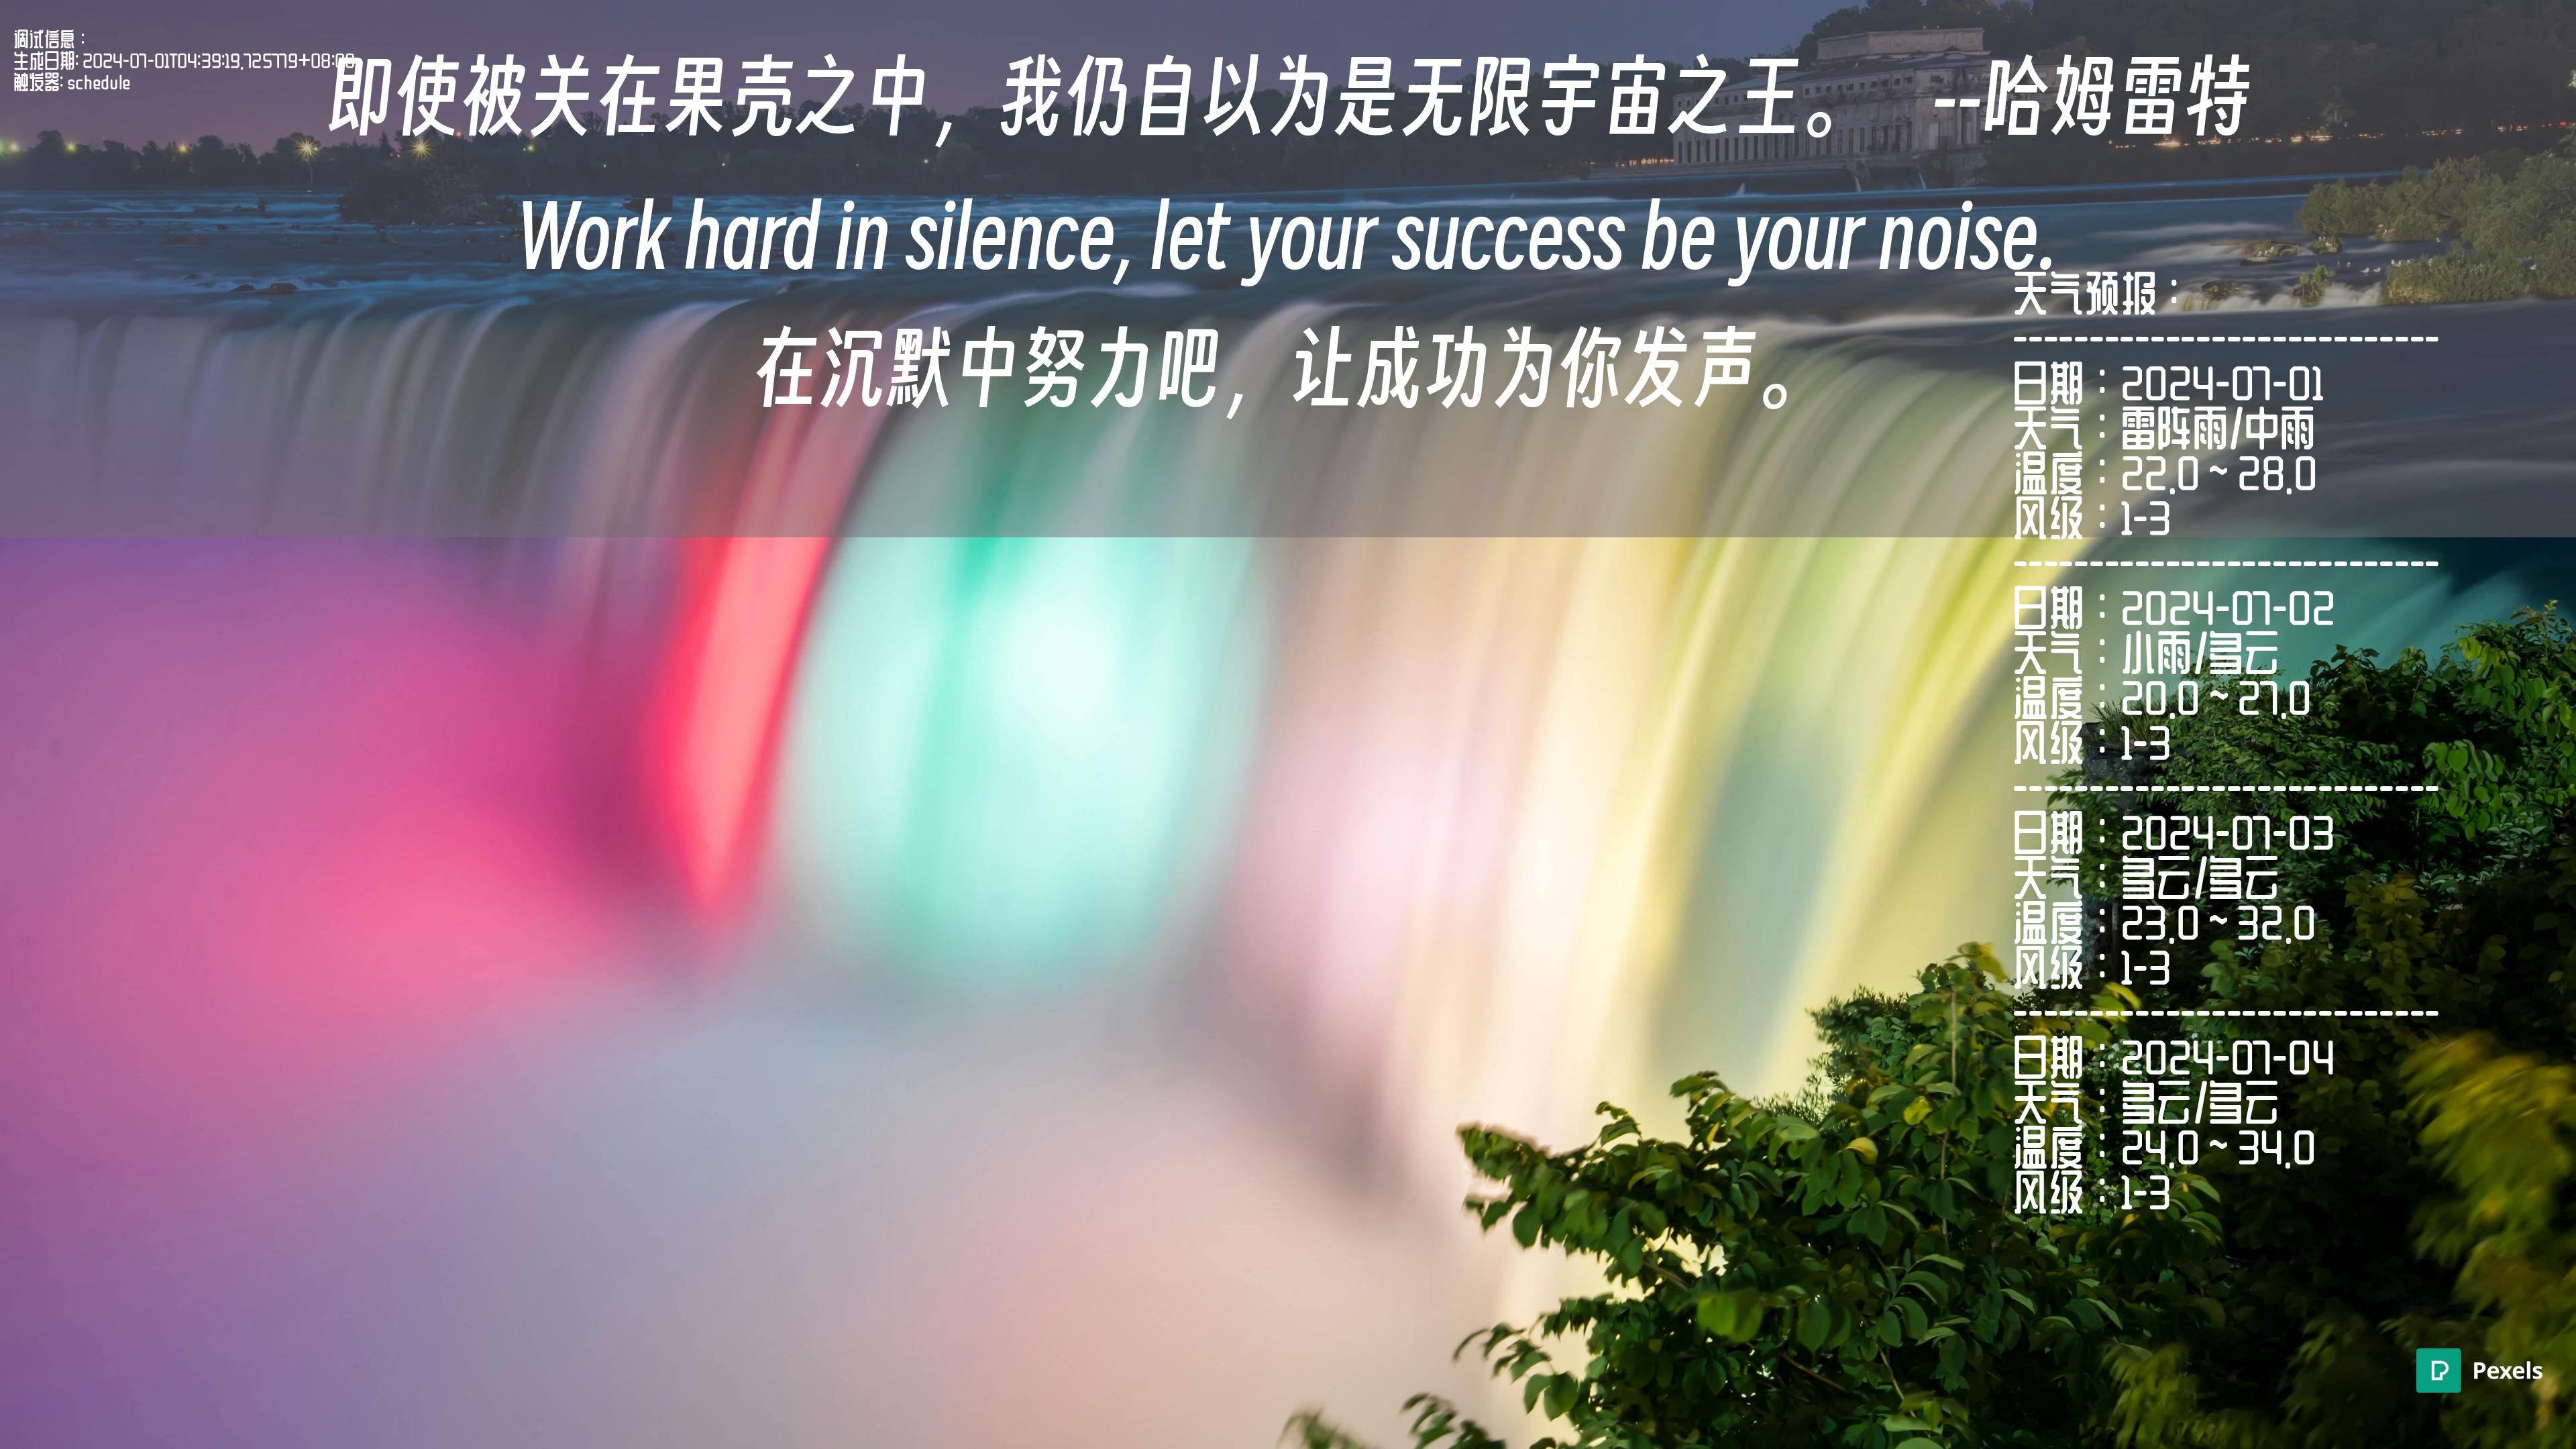 调试信息：
生成日期: 2024-07-01T04:39:19.725779+08:00
触发器: schedule
即使被关在果壳之中，我仍自以为是无限宇宙之王。 --哈姆雷特
Work hard in silence, let your success be your noise.
在沉默中努力吧，让成功为你发声。
天气预报：
----------------------------
日期：2024-07-01
天气：雷阵雨/中雨
温度：22.0 ~ 28.0
风级：1-3
----------------------------
日期：2024-07-02
天气：小雨/多云
温度：20.0 ~ 27.0
风级：1-3
----------------------------
日期：2024-07-03
天气：多云/多云
温度：23.0 ~ 32.0
风级：1-3
----------------------------
日期：2024-07-04
天气：多云/多云
温度：24.0 ~ 34.0
风级：1-3
Pexels